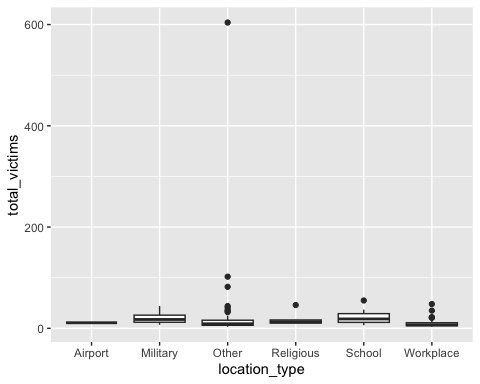 600
400
200
0
total_victims
Airport Military Other Religious School Workplace
location_type